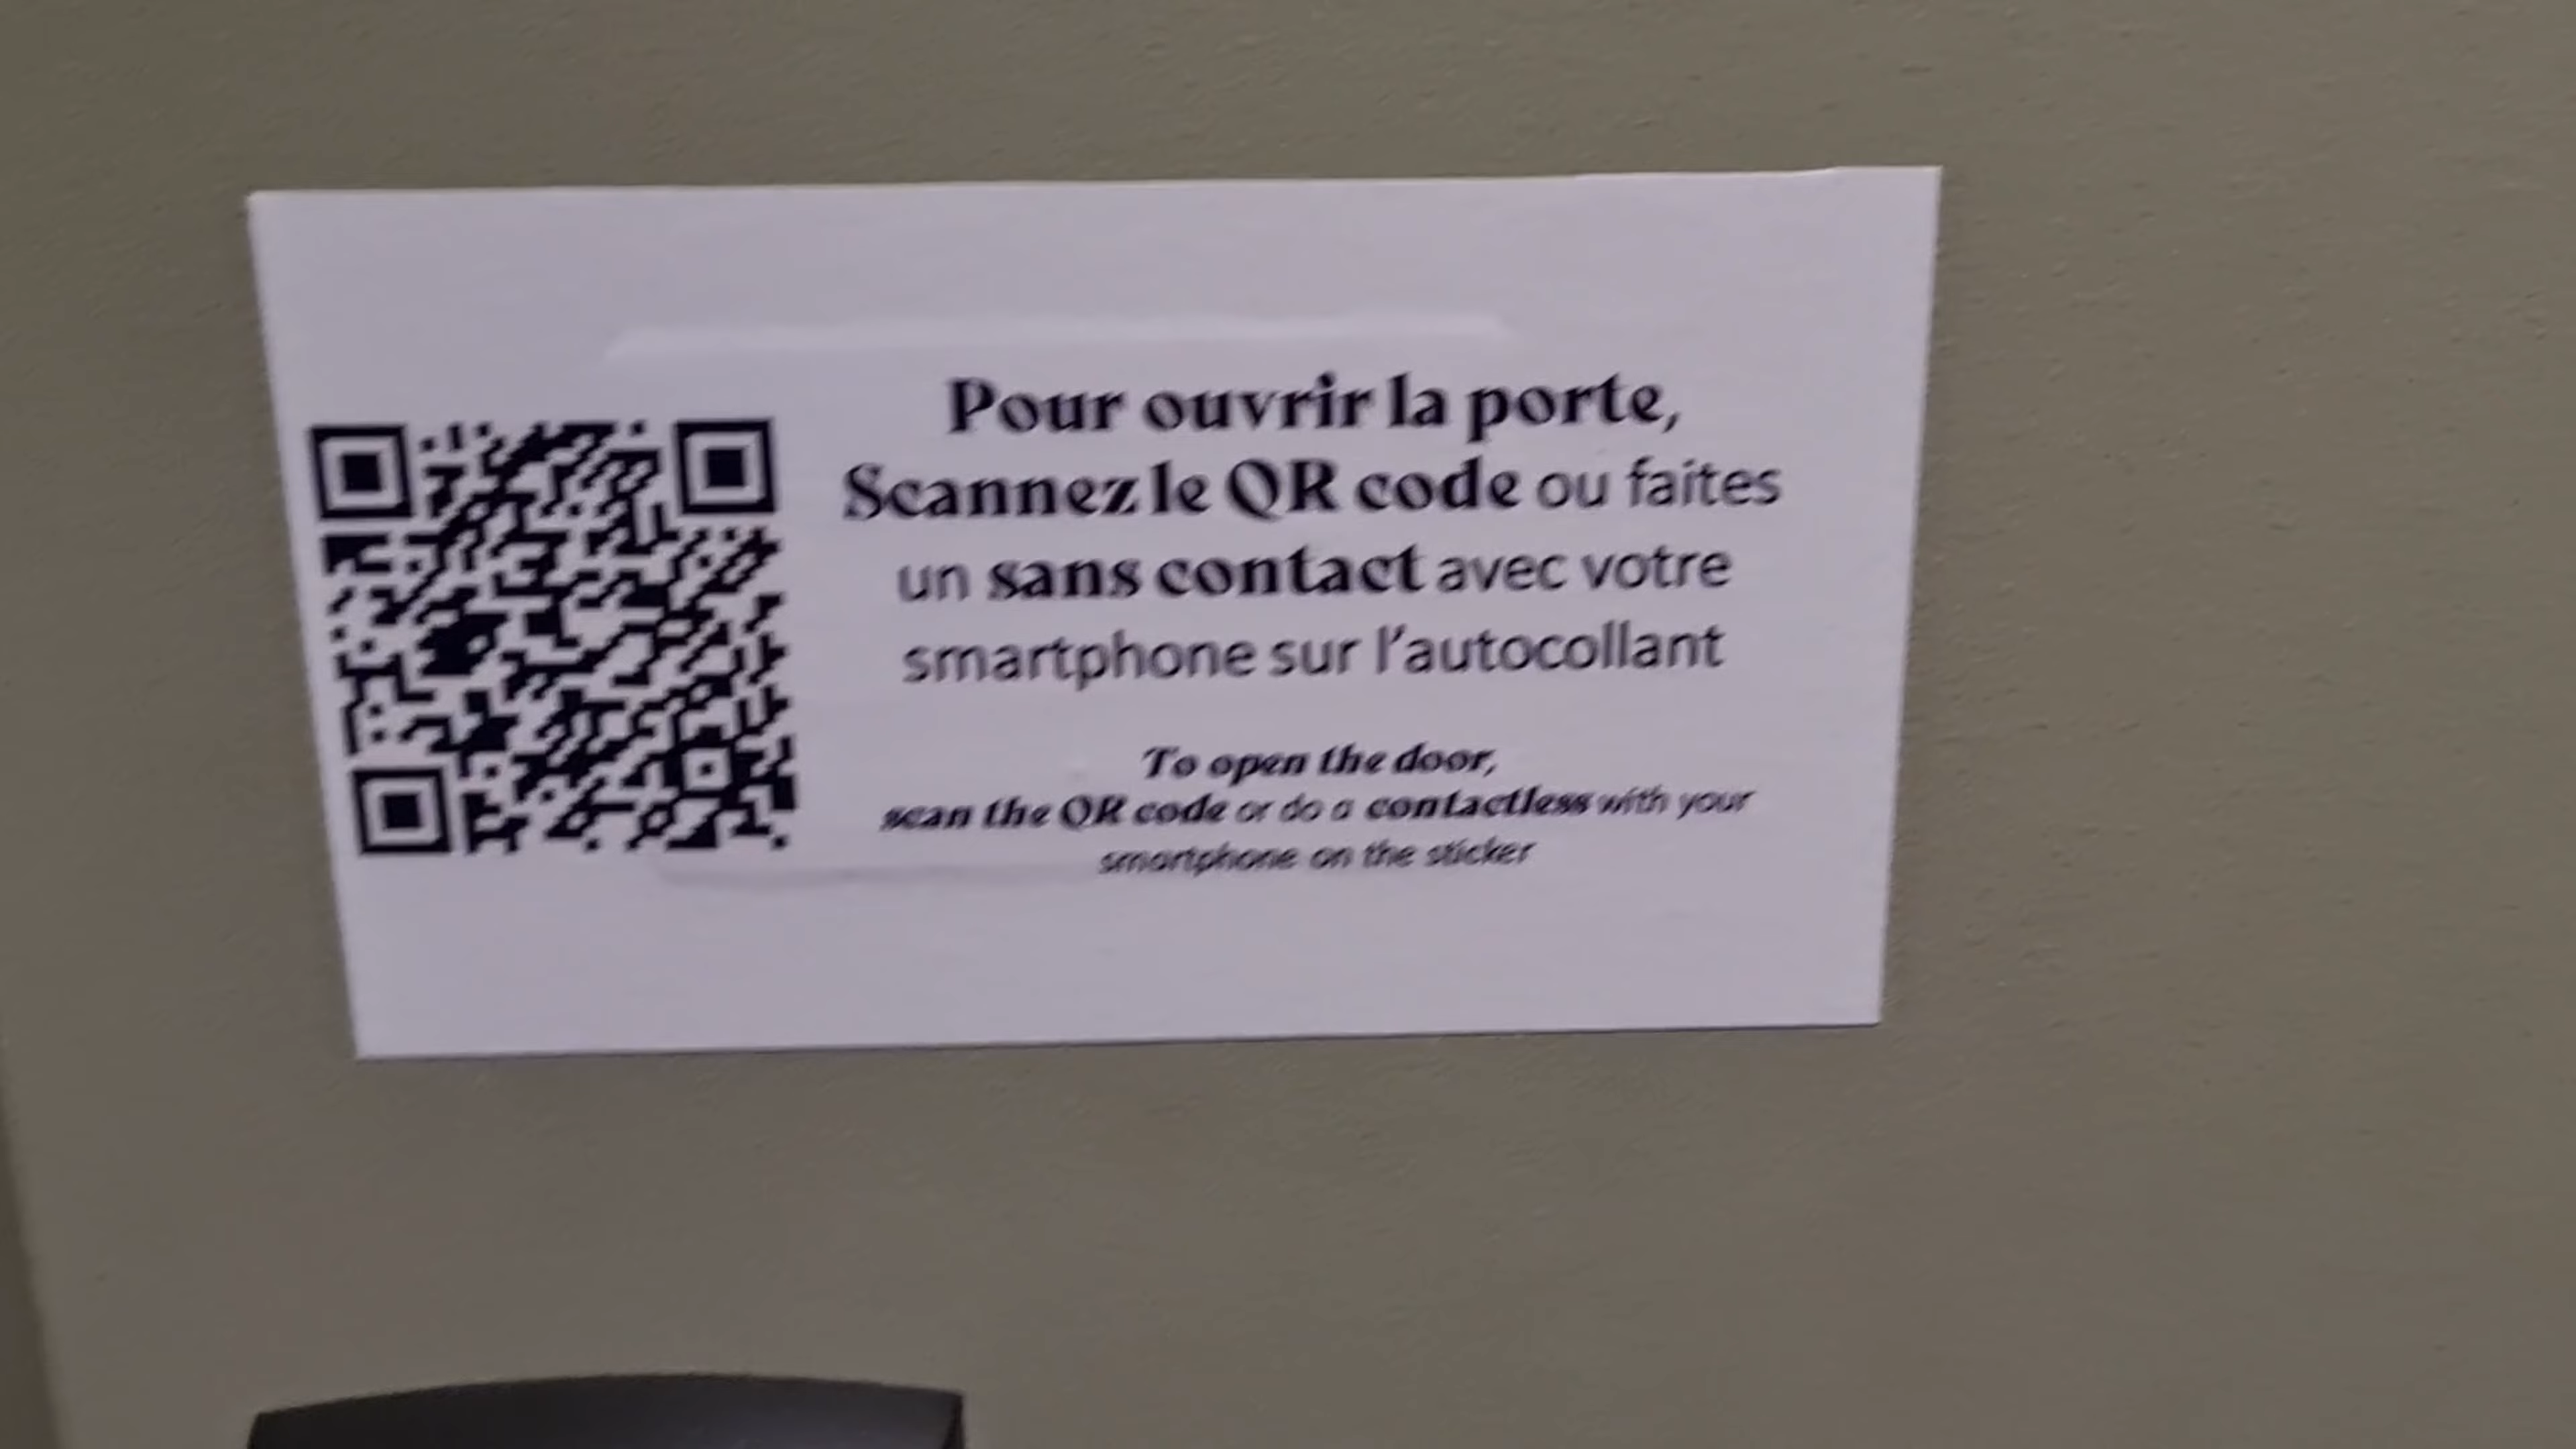 Pour ouvrir la porte,
Scannez le QR code ou faites
un sans contact avec votre
smartphone sur l'autocollant
To open the door,
scan the QR code or do a contactless with your
smartphone on the sticker